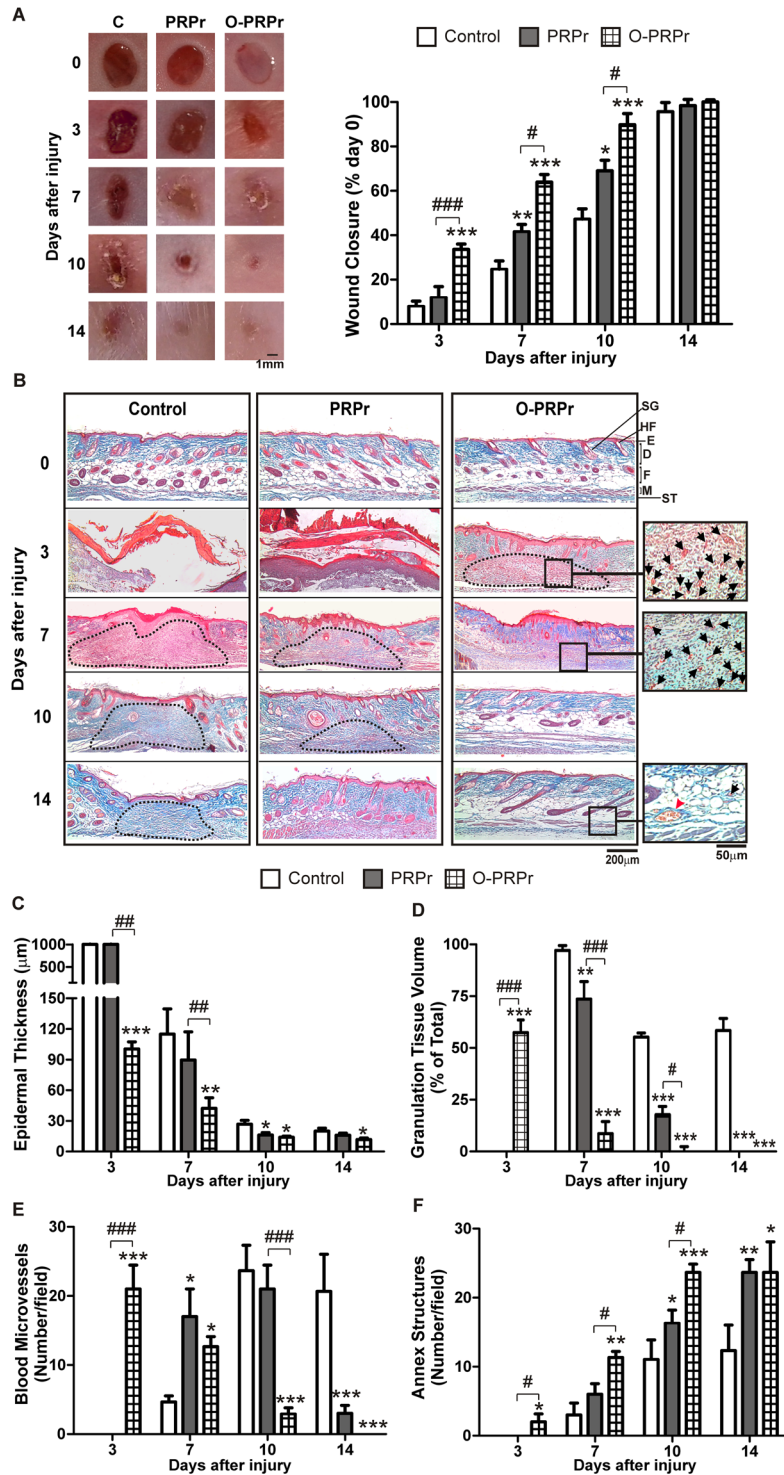 A
C PRPr O-PRPr
Days after injury
0
3
7
10
14
1mm
Control PRPr O-PRPr
Wound Closure (% day 0)
100
80
60
40
20
0
###
***
**
#
***
*
#
***
3 7 10 14
Days after injury
B
Control PRPr O-PRPr
Days after injury
0
3
7
10
14
SG
HF
E
D
F
M
ST
200µm
50µm
Control PRPr O-PRPr
C
Epidermal Thickness (µm)
1000
500
150
120
90
60
30
0
##
***
##
**
*
*
*
3 7 10 14
Days after injury
D
Granulation Tissue Volume
(% of Total)
100
75
50
25
0
###
***
**
###
***
***
#
***
***
***
3 7 10 14
Days after injury
E
Blood Microvessels
(Number/field)
30
20
10
0
###
***
*
*
###
***
***
***
3 7 10 14
Days after injury
F
Annex Structures
(Number/field)
30
20
10
0
#
*
#
**
*
#
***
**
*
3 7 10 14
Days after injury